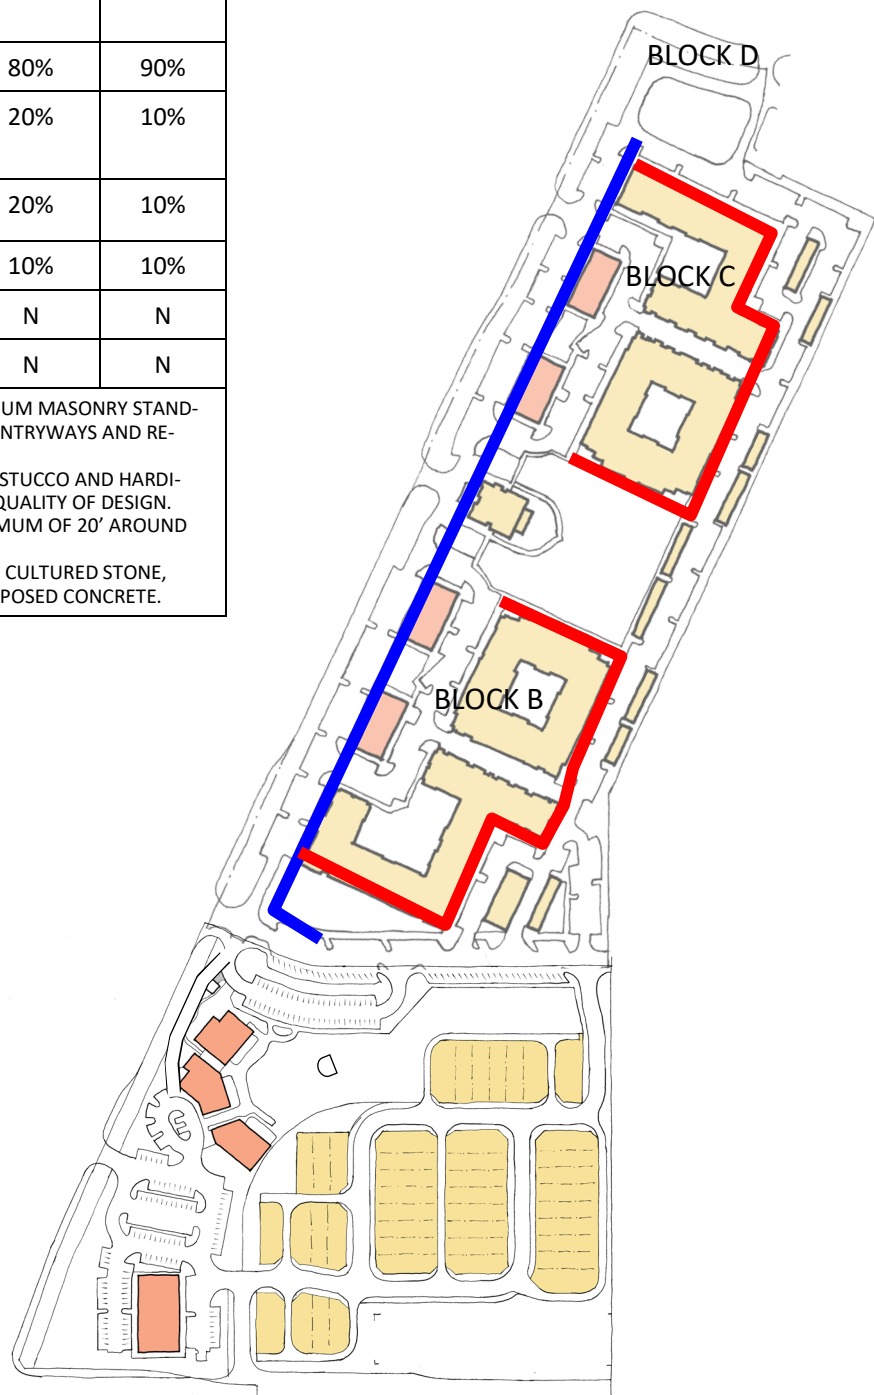 80% 90%
20% 10%
20% 10%
10% 10%
N N
N N
UM MASONRY STAND-
NTRYWAYS AND RE-
STUCCO AND HARDI-
QUALITY OF DESIGN.
MUM OF 20’ AROUND
CULTURED STONE,
POSED CONCRETE.
BLOCK D
BLOCK C
BLOCK B